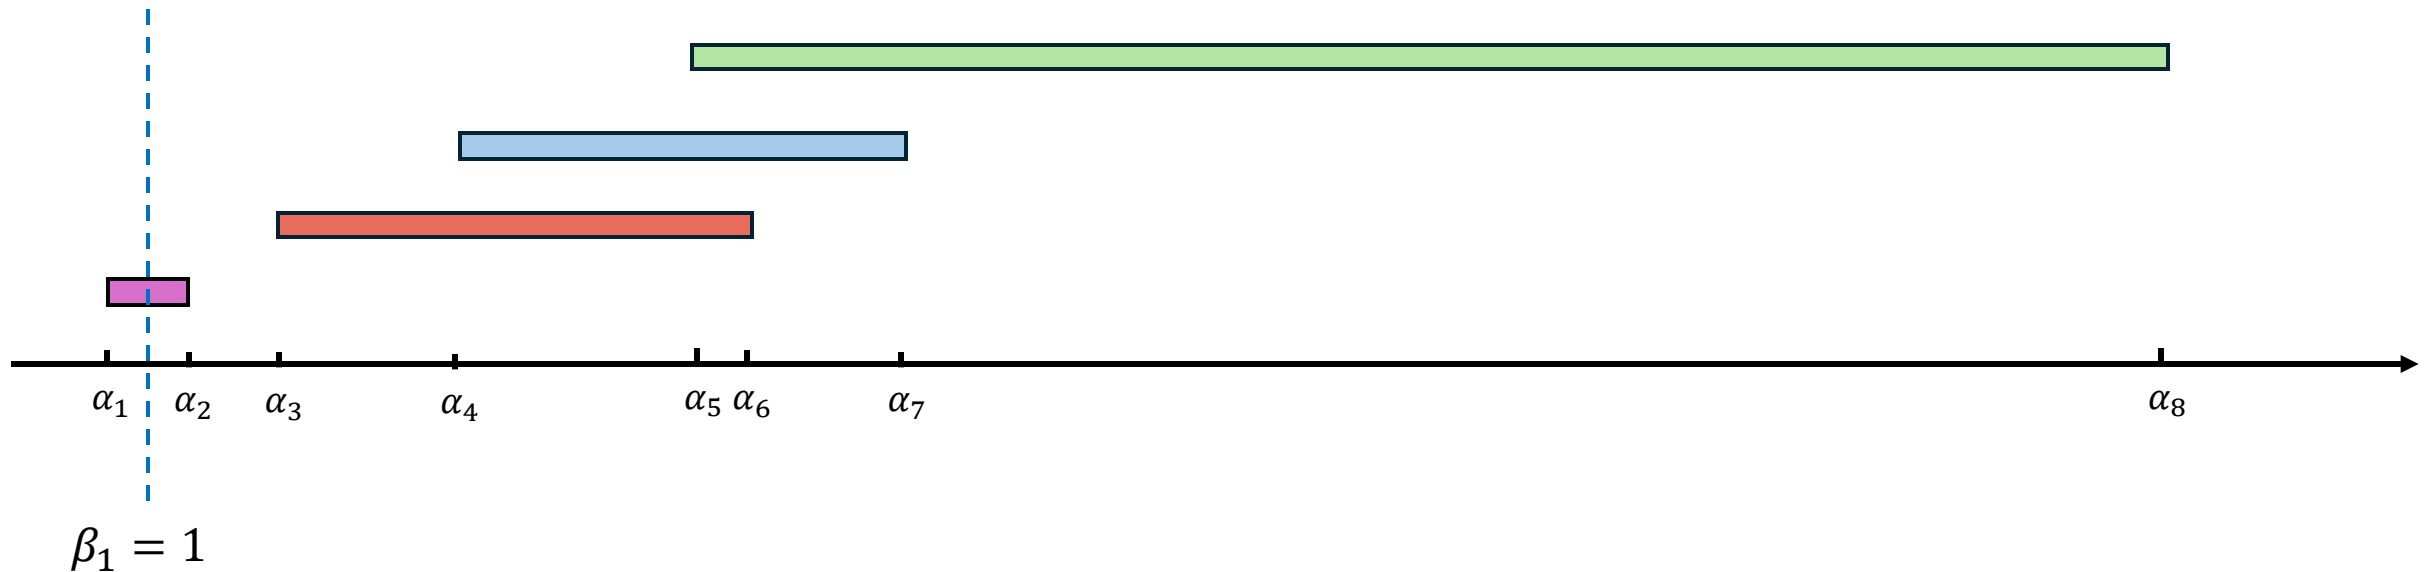 α₁ α₂ α₃ α₄ α₅ α₆ α₇ α₈
β₁ = 1